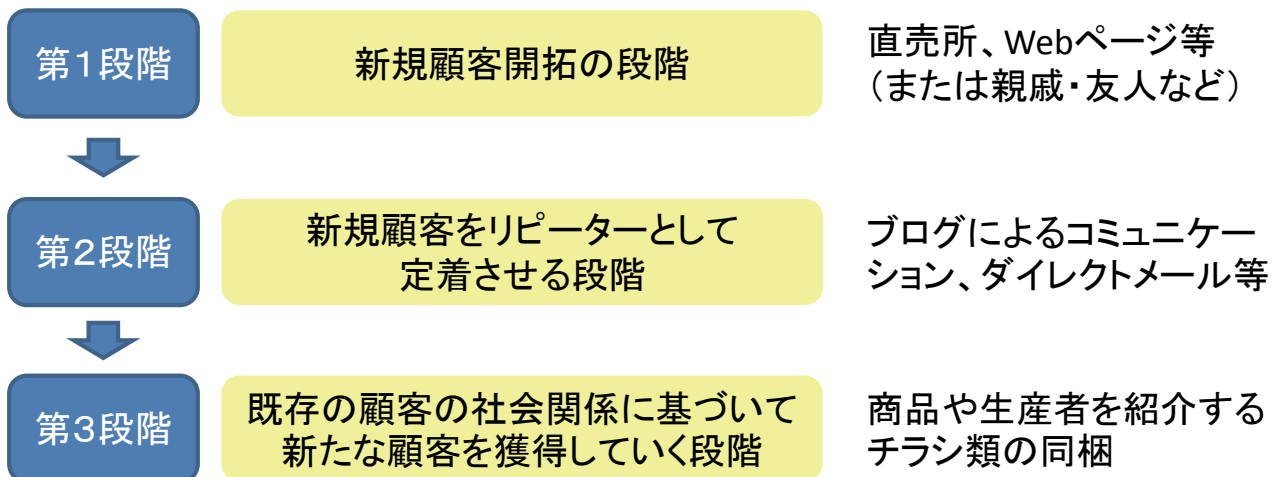 第１段階
新規顧客開拓の段階
直売所、Webページ等
（または親戚・友人など）
第２段階
新規顧客をリピーターとして
定着させる段階
ブログによるコミュニケー
ション、ダイレクトメール等
第３段階
既存の顧客の社会関係に基づいて
新たな顧客を獲得していく段階
商品や生産者を紹介する
チラシ類の同梱